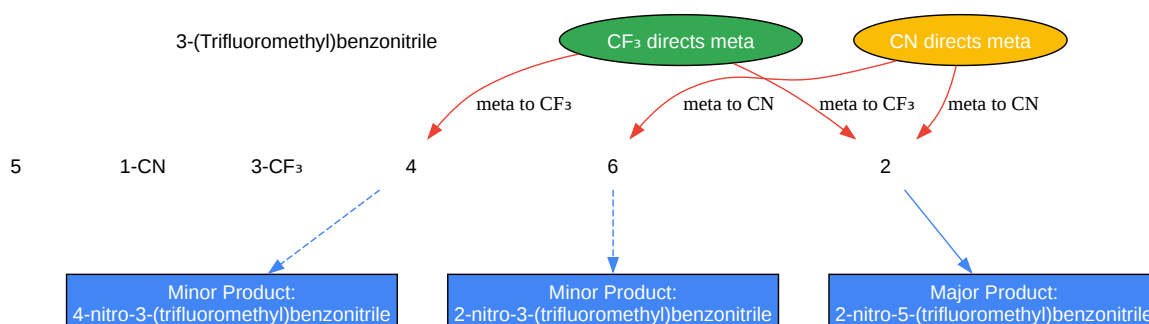 3-(Trifluoromethyl)benzonitrile
CF₃ directs meta
CN directs meta
meta to CF₃
meta to CN
meta to CF₃
meta to CN
5
1-CN
3-CF₃
4
6
2
Minor Product:
4-nitro-3-(trifluoromethyl)benzonitrile
Minor Product:
2-nitro-3-(trifluoromethyl)benzonitrile
Major Product:
2-nitro-5-(trifluoromethyl)benzonitrile